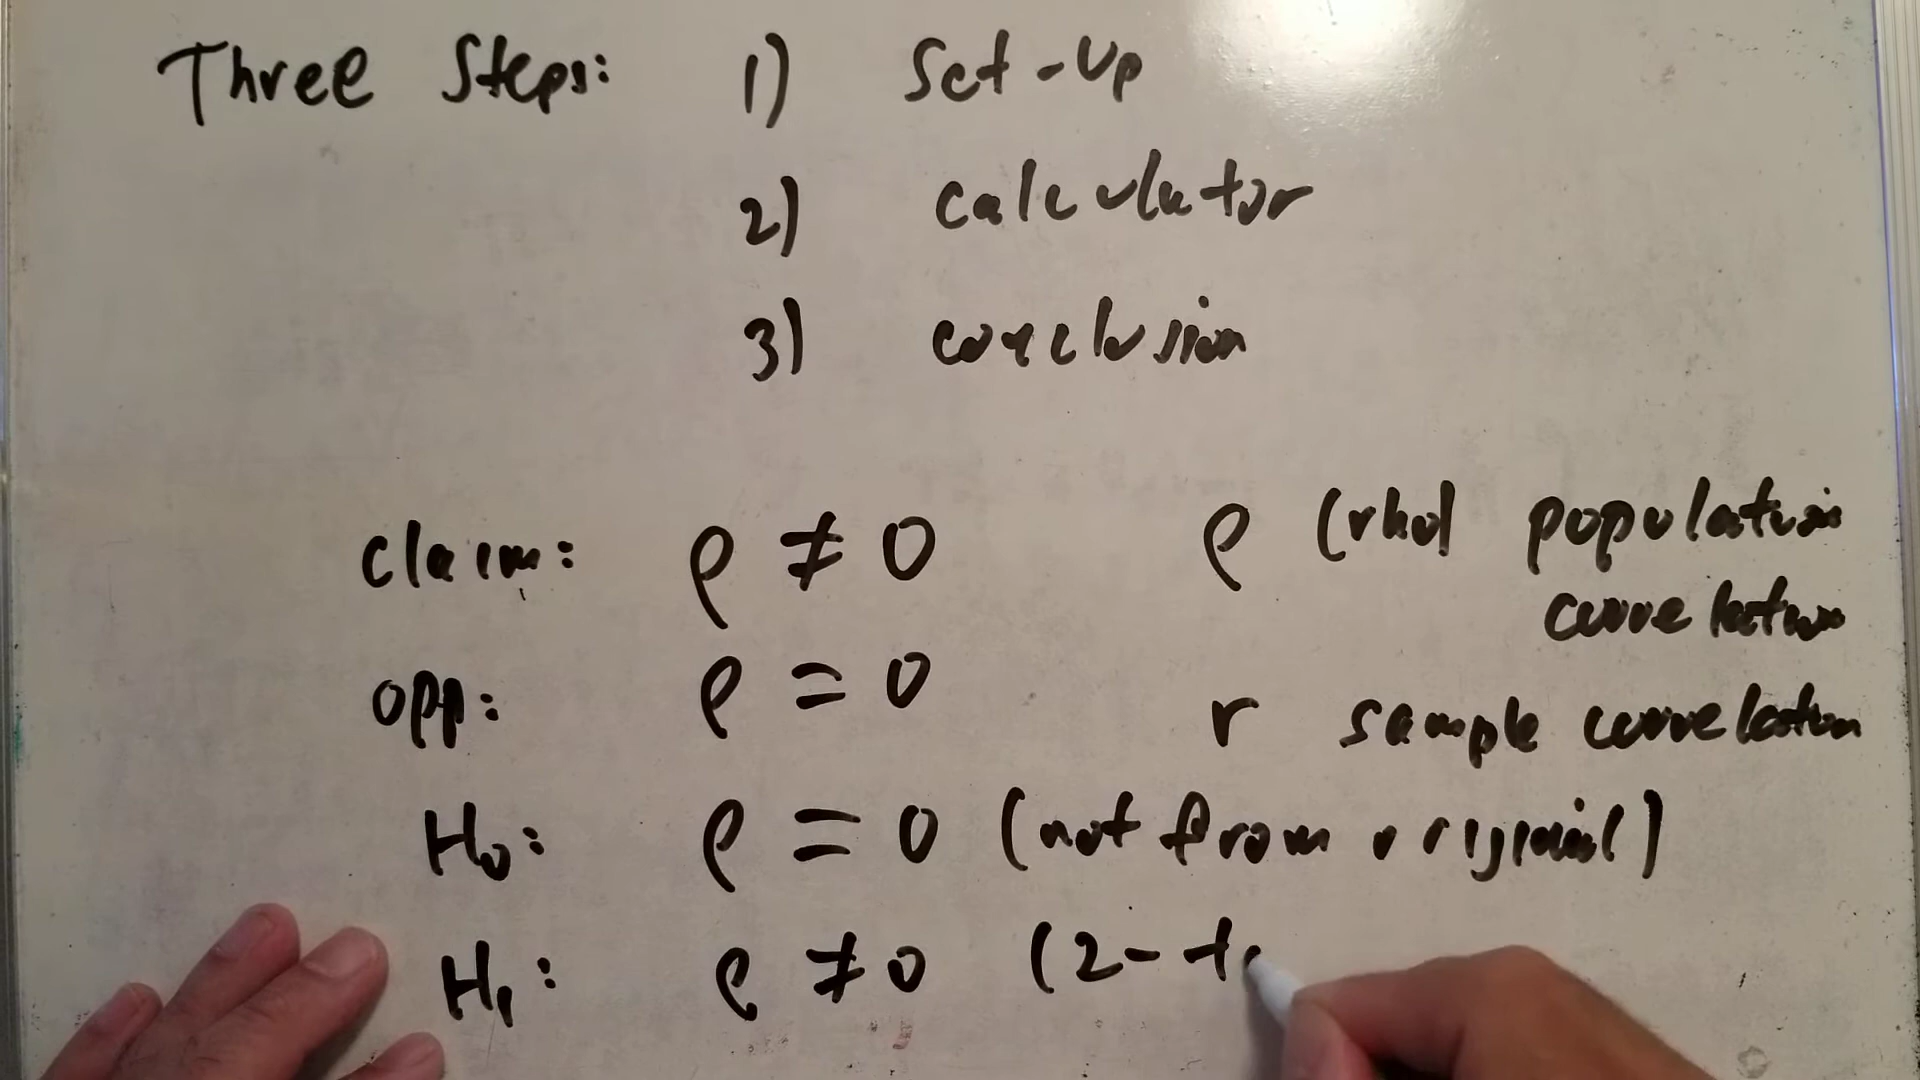 Three Steps: 1) Set-Up
2) calculator
3) conclusion
claim: ρ ≠ 0 ρ (rho) population
correlation
opp: ρ = 0 r sample correlation
H₀: ρ = 0 (not from original)
H₁: ρ ≠ 0 (2-t